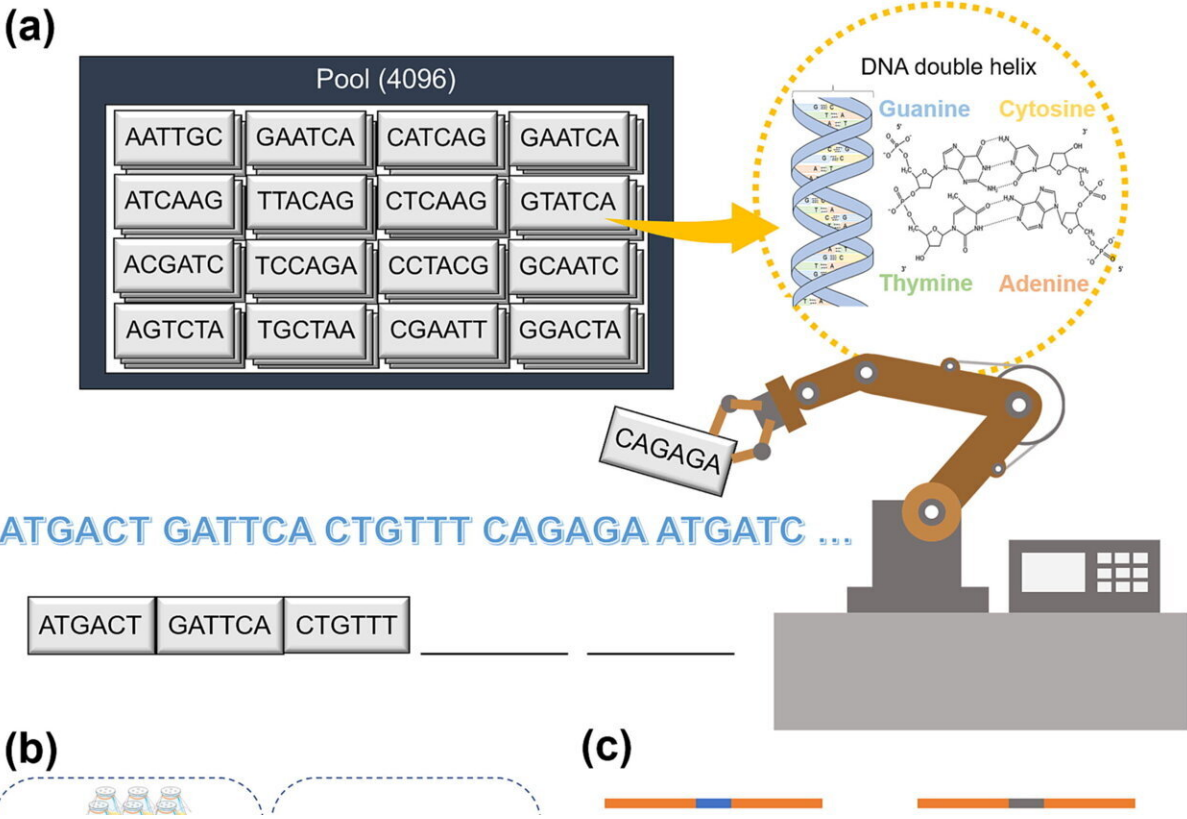 (a)
Pool (4096)
AATTGC GAATCA CATCAG GAATCA
ATCAAG TTACAG CTCAAG GTATCA
ACGATC TCCAGA CCTACG GCAATC
AGTCTA TGCTAA CGAATT GGACTA
DNA double helix
Guanine Cytosine
Thymine Adenine
CAGAGA
ATGACT GATTCA CTGTTT CAGAGA ATGATC ...
ATGACT GATTCA CTGTTT
(b)
(c)